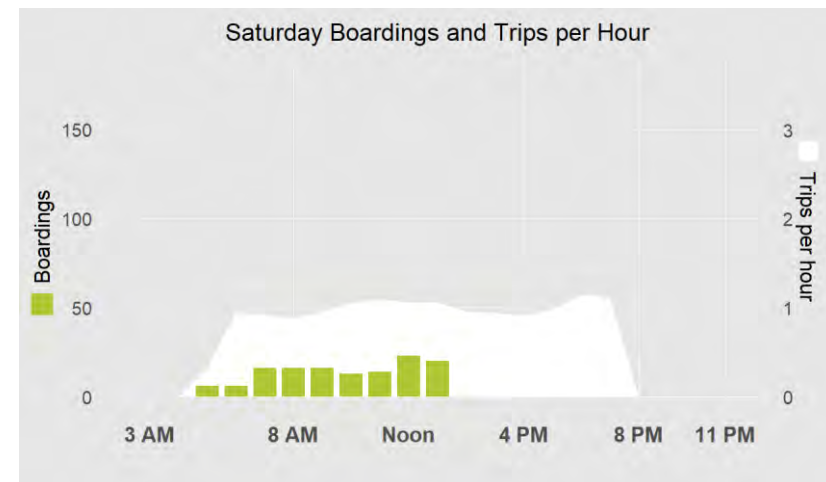 Saturday Boardings and Trips per Hour
150
100
50
0
Boardings
3
2
1
0
Trips per hour
3 AM 8 AM Noon 4 PM 8 PM 11 PM